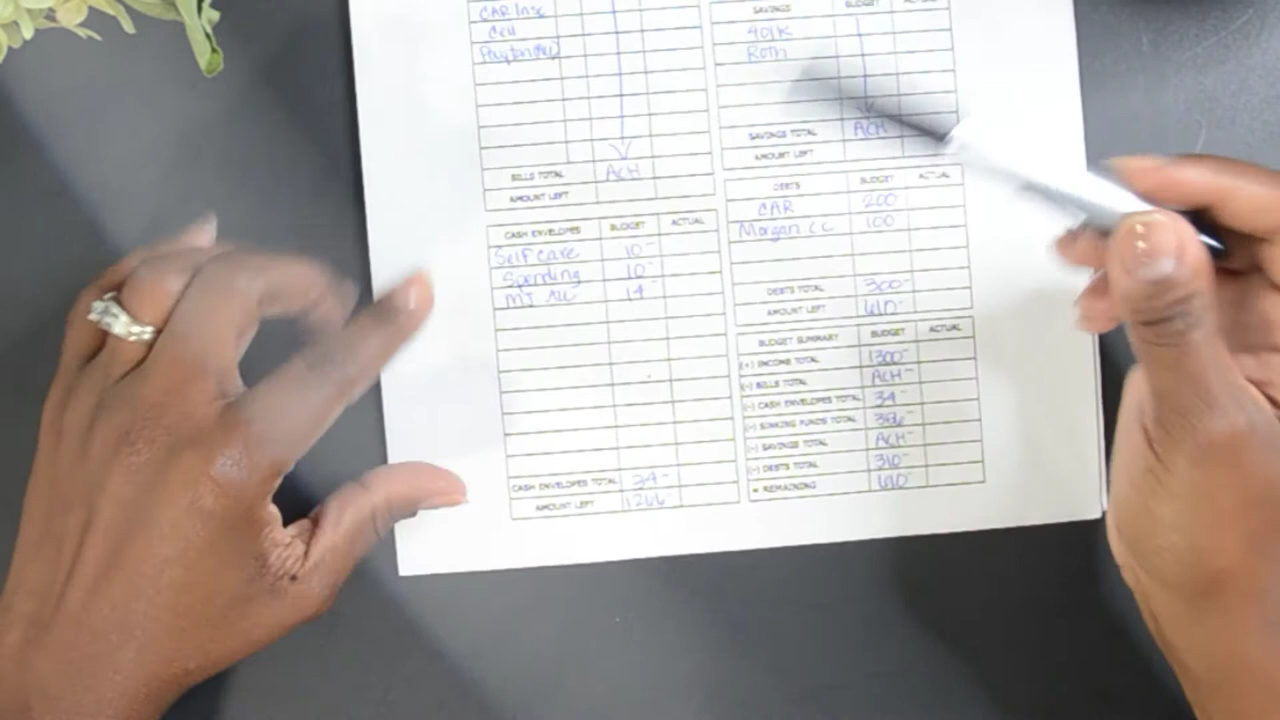 CAR Insc
Cell
BILLS TOTAL ACH
AMOUNT LEFT
CASH ENVELOPES BUDGET ACTUAL
Self care 10-
Spending 10-
14-
CASH ENVELOPES TOTAL 34-
AMOUNT LEFT 1266-
SAVINGS BUDGET ACTUAL
401K
Roth
SAVINGS TOTAL ACH
AMOUNT LEFT
DEBTS BUDGET ACTUAL
CAR 200
Morgan CC 100
DEBTS TOTAL 300-
AMOUNT LEFT 610-
BUDGET SUMMARY BUDGET ACTUAL
(+) INCOME TOTAL 1300-
(-) BILLS TOTAL ACH-
(-) CASH ENVELOPES TOTAL 34-
(-) SINKING FUNDS TOTAL
(-) SAVINGS TOTAL ACH-
(-) DEBTS TOTAL 310-
= REMAINING 610-